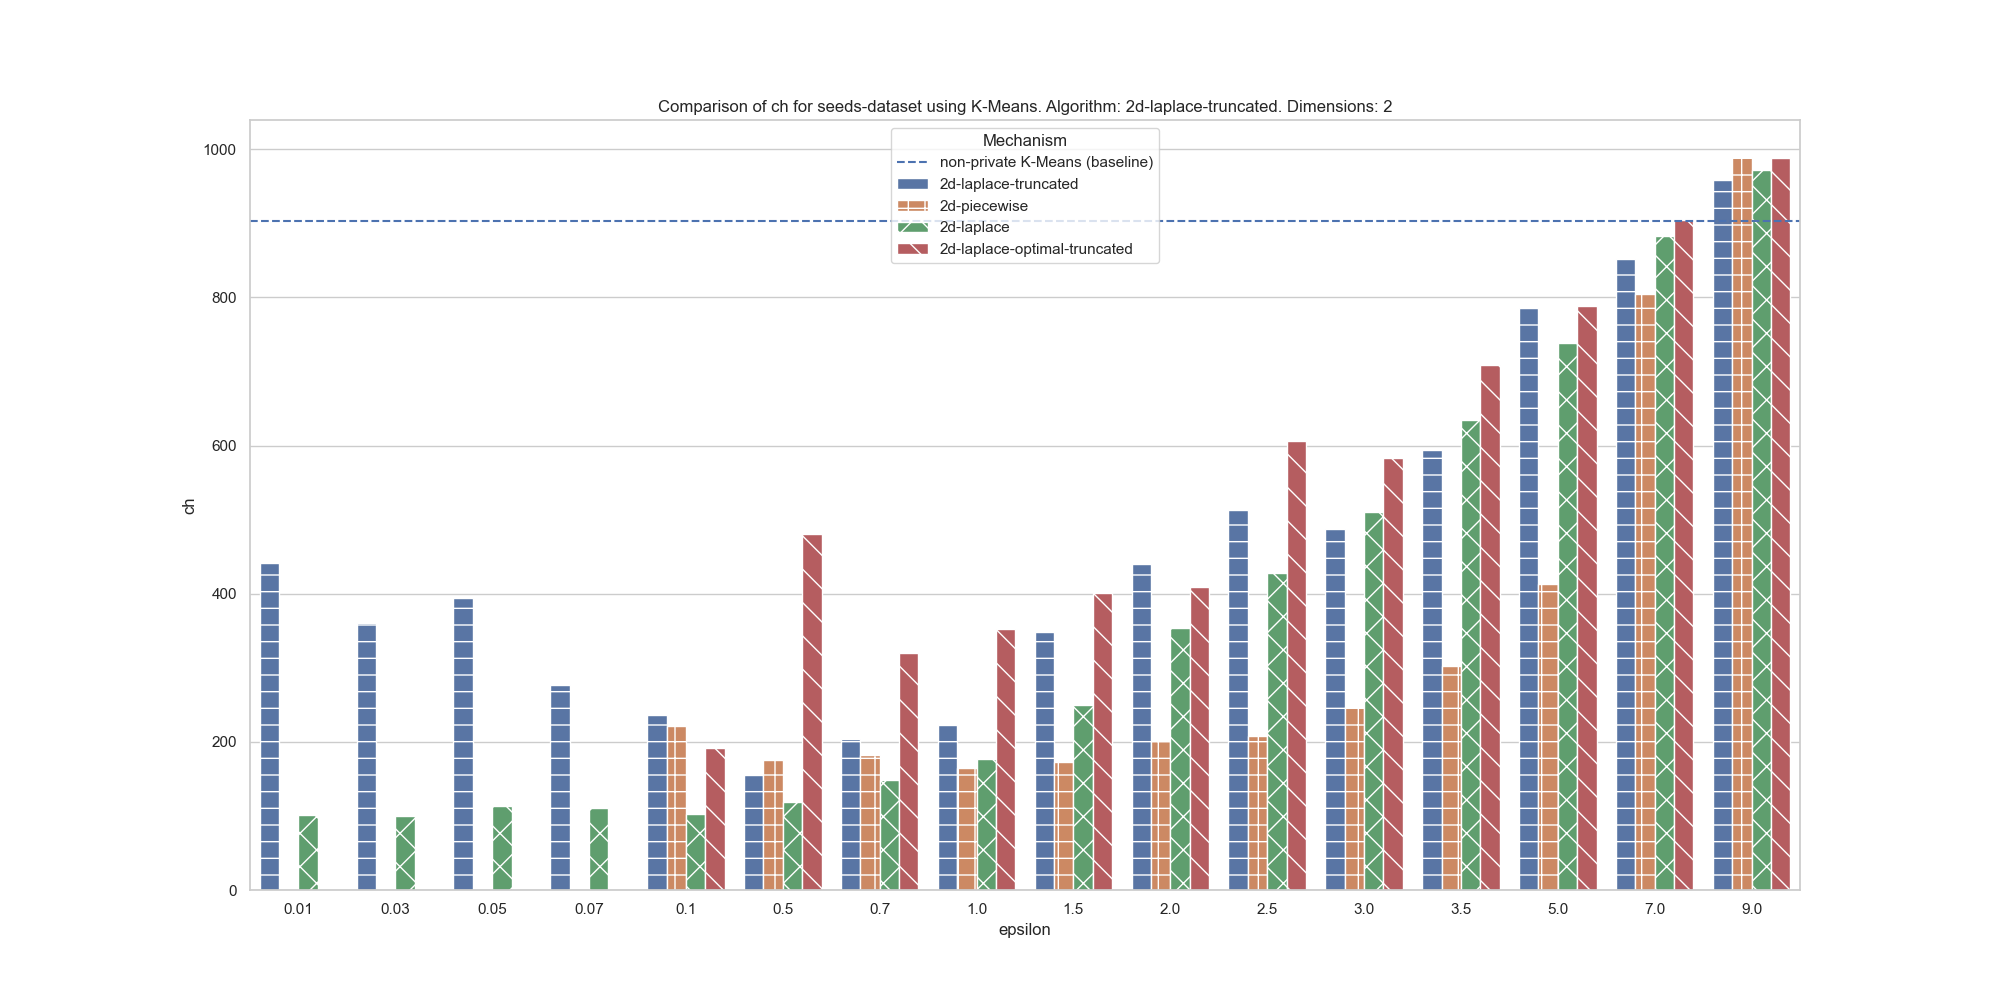 Comparison of ch for seeds-dataset using K-Means. Algorithm: 2d-laplace-truncated. Dimensions: 2
Mechanism
non-private K-Means (baseline)
2d-laplace-truncated
2d-piecewise
2d-laplace
2d-laplace-optimal-truncated
1000
800
600
400
200
0
ch
0.01 0.03 0.05 0.07 0.1 0.5 0.7 1.0 1.5 2.0 2.5 3.0 3.5 5.0 7.0 9.0
epsilon